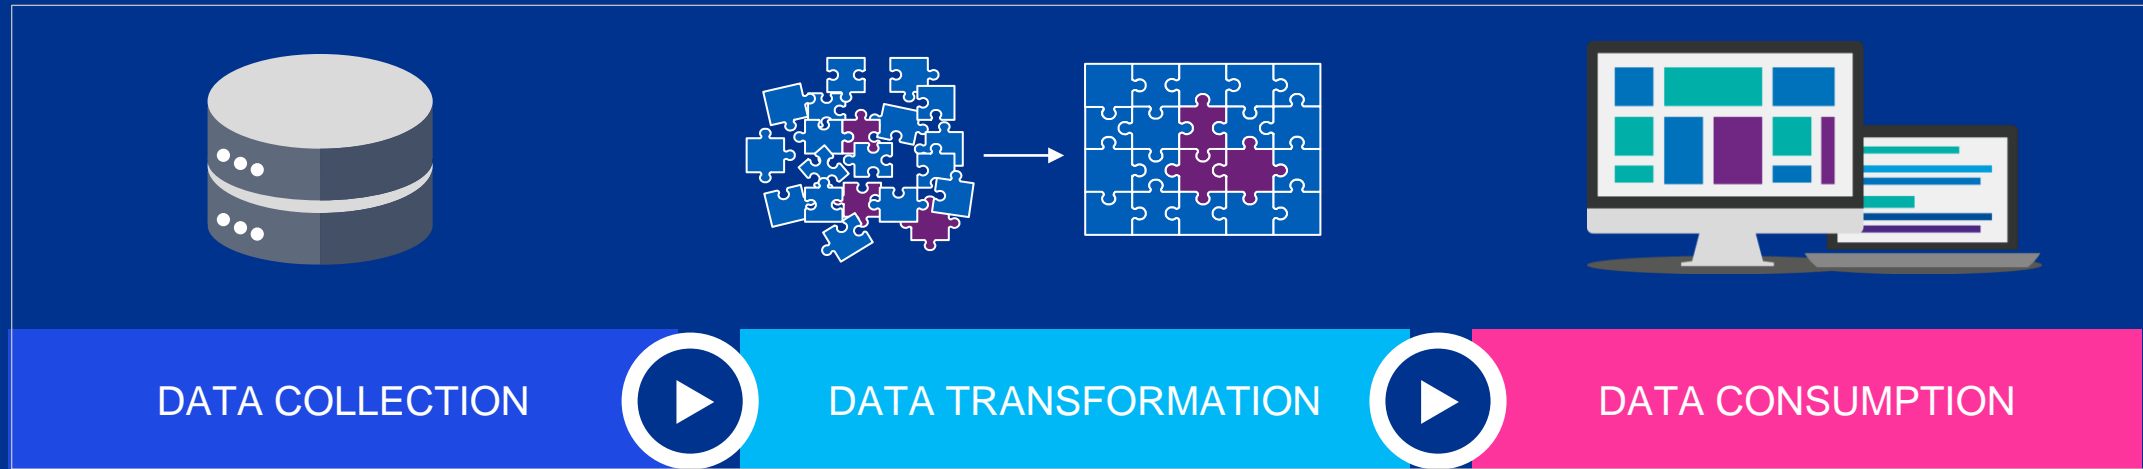 DATA COLLECTION
DATA TRANSFORMATION
DATA CONSUMPTION